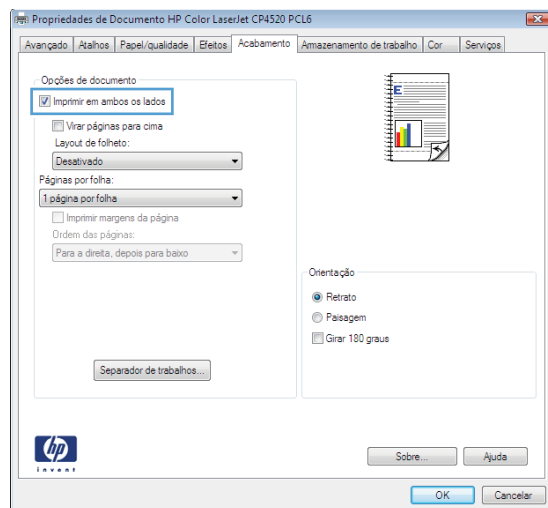 Propriedades de Documento HP Color LaserJet CP4520 PCL6
Avançado Atalhos Papel/qualidade Efeitos Acabamento Amazenamento de trabalho Cor Serviços
Opções de documento
Imprimir em ambos os lados
Virar páginas para cima
Layout de folheto:
Desativado
Páginas por folha:
1 página por folha
Imprimir margens da página
Ordem das páginas:
Para a direita, depois para baixo
Separador de trabalhos...
E
Orientação
Retrato
Paisagem
Girar 180 graus
hp
invent
Sobre... Ajuda
OK Cancelar